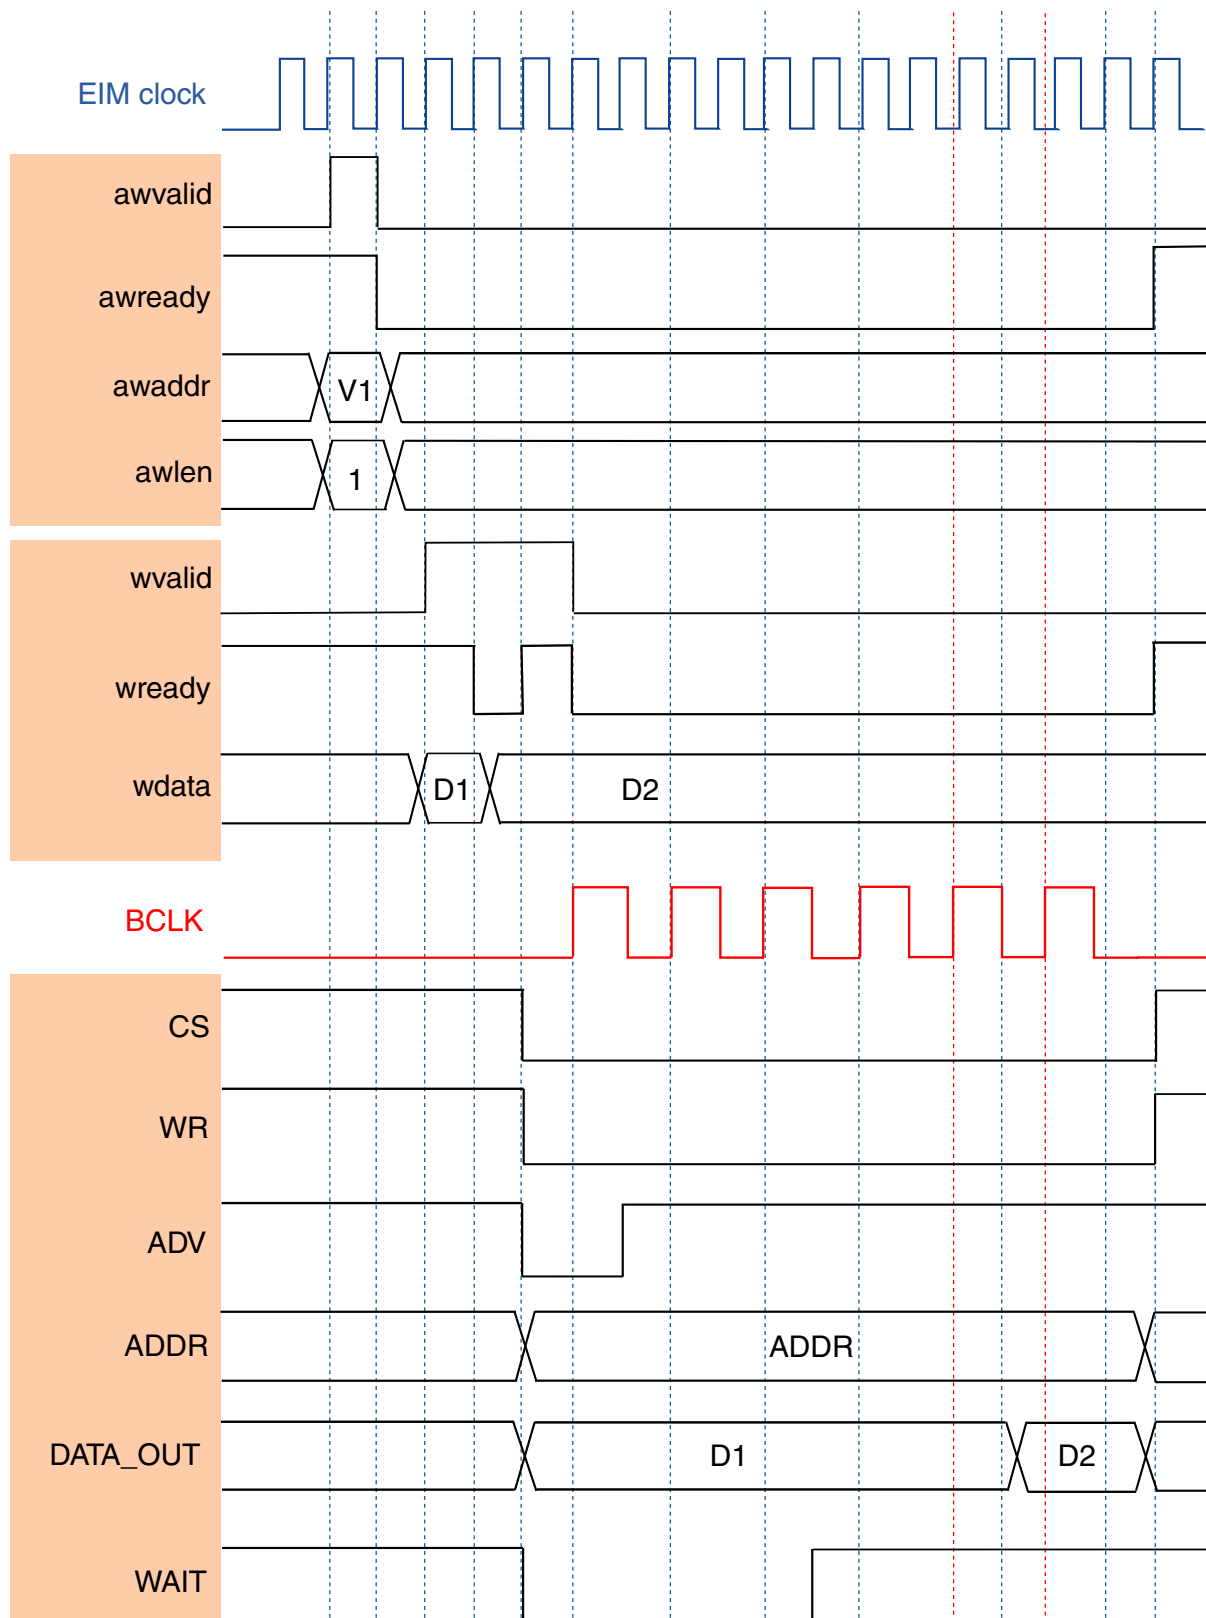 EIM clock
awvalid
awready
awaddr
V1
awlen
1
wvalid
wready
wdata
D1
D2
BCLK
CS
WR
ADV
ADDR
ADDR
DATA_OUT
D1
D2
WAIT